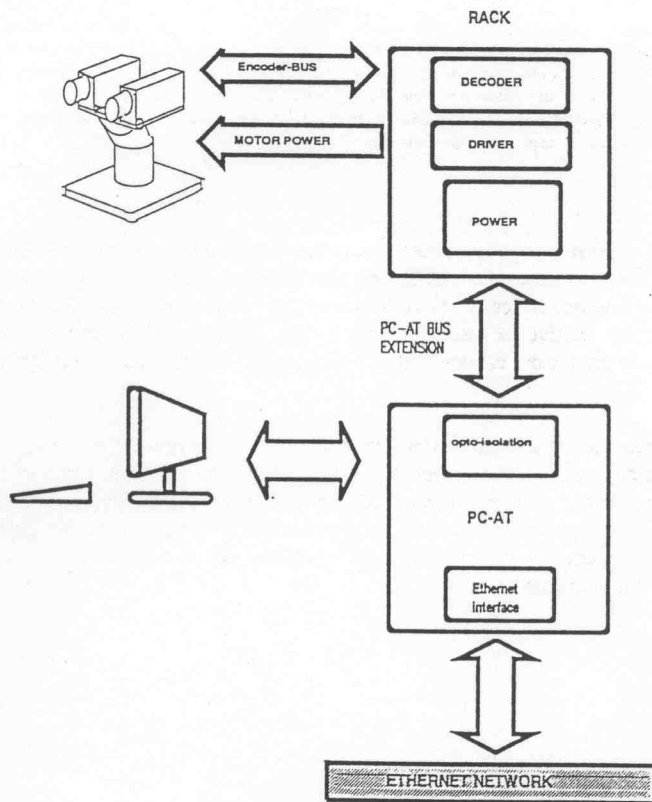 RACK
Encoder-BUS
DECODER
MOTOR POWER
DRIVER
POWER
PC-AT BUS
EXTENSION
opto-isolation
PC-AT
Ethernet
interface
ETHERNET NETWORK